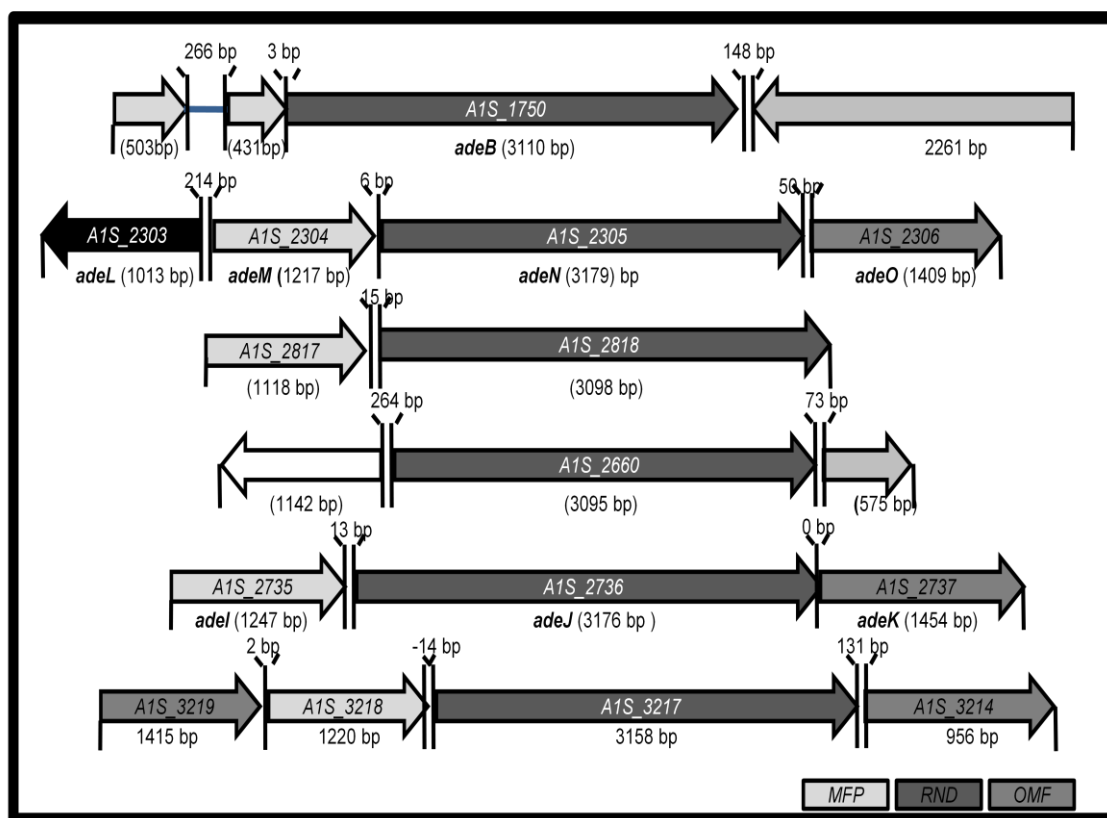 266 bp 3 bp 148 bp
A1S_1750
(503bp) (431bp) adeB (3110 bp) 2261 bp
214 bp 6 bp 50 bp
A1S_2303 A1S_2304 A1S_2305 A1S_2306
adeL (1013 bp) adeM (1217 bp) adeN (3179) bp adeO (1409 bp)
15 bp
A1S_2817 A1S_2818
(1118 bp) (3098 bp)
264 bp 73 bp
A1S_2660
(1142 bp) (3095 bp) (575 bp)
13 bp 0 bp
A1S_2735 A1S_2736 A1S_2737
adeI (1247 bp) adeJ (3176 bp ) adeK (1454 bp)
2 bp -14 bp 131 bp
A1S_3219 A1S_3218 A1S_3217 A1S_3214
1415 bp 1220 bp 3158 bp 956 bp
MFP RND OMF